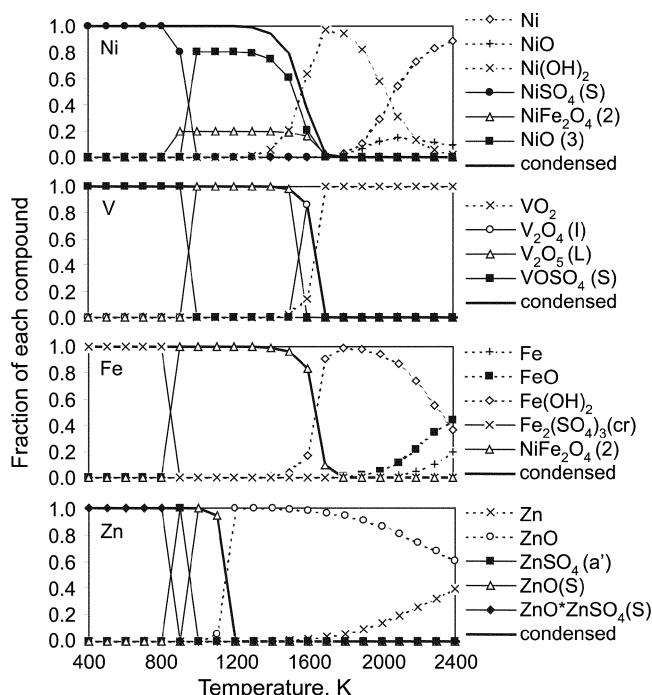 Fraction of each compound
1.0
0.8
0.6
0.4
0.2
0.0
Ni
Ni
NiO
Ni(OH)₂
NiSO₄ (S)
NiFe₂O₄ (2)
NiO (3)
condensed
1.0
0.8
0.6
0.4
0.2
0.0
V
VO₂
V₂O₄ (I)
V₂O₅ (L)
VOSO₄ (S)
condensed
1.0
0.8
0.6
0.4
0.2
0.0
Fe
Fe
FeO
Fe(OH)₂
Fe₂(SO₄)₃(cr)
NiFe₂O₄ (2)
condensed
1.0
0.8
0.6
0.4
0.2
0.0
Zn
Zn
ZnO
ZnSO₄ (a')
ZnO(S)
ZnO*ZnSO₄(S)
condensed
400 800 1200 1600 2000 2400
Temperature, K